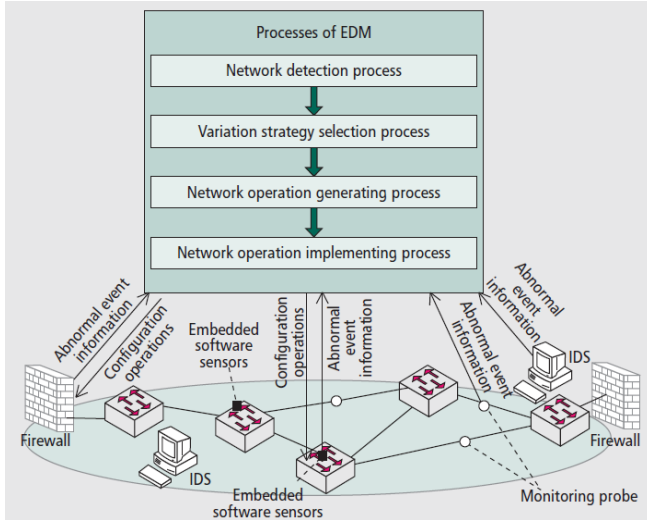 Processes of EDM
Network detection process
Variation strategy selection process
Network operation generating process
Network operation implementing process
Abnormal event
information
Configuration
operations
Embedded
software
sensors
Configuration
operations
Abnormal
event
information
Abnormal event
information
Abnormal
event
information
IDS
Firewall
IDS
Firewall
Embedded
software sensors
Monitoring probe